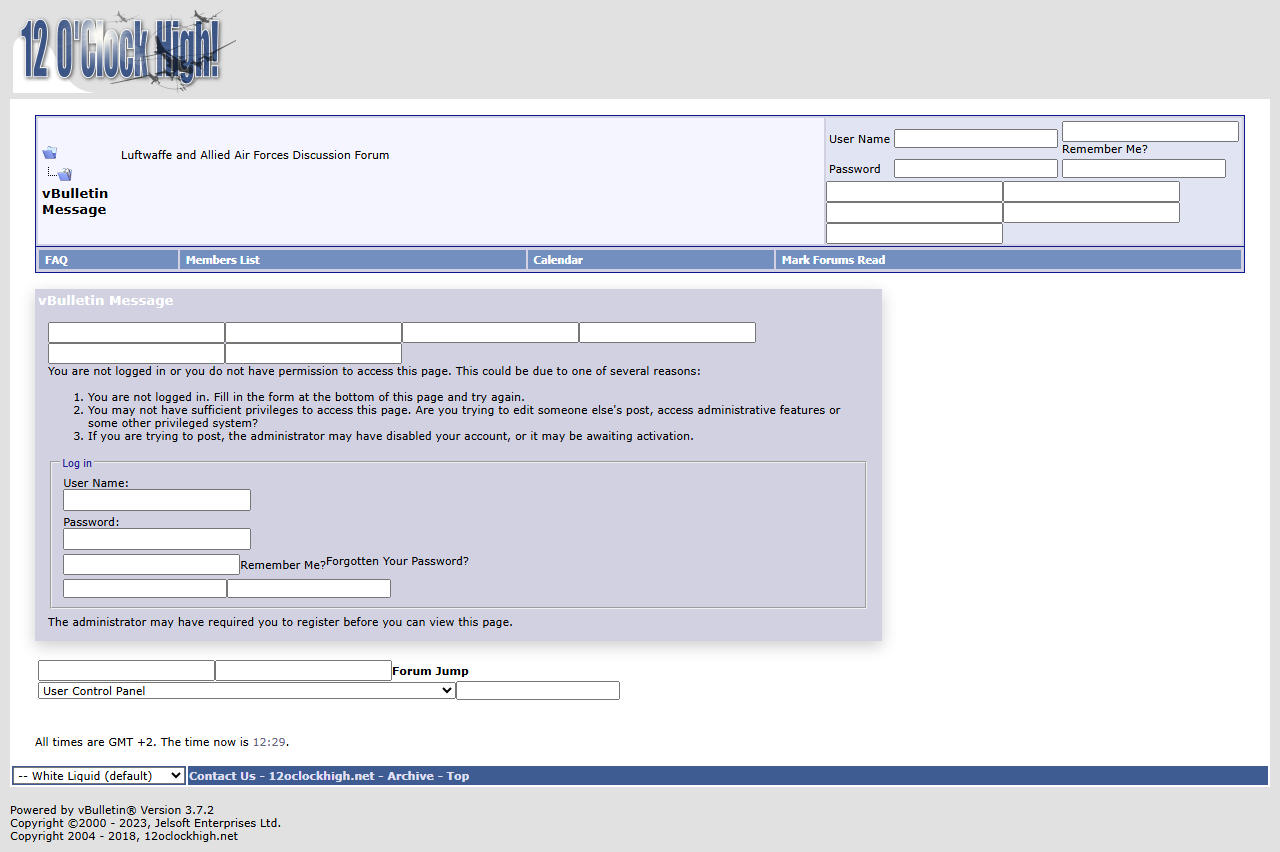 12 O'Clock High!
Luftwaffe and Allied Air Forces Discussion Forum
vBulletin
Message
User Name
Remember Me?
Password
FAQ
Members List
Calendar
Mark Forums Read
vBulletin Message
You are not logged in or you do not have permission to access this page. This could be due to one of several reasons:
1. You are not logged in. Fill in the form at the bottom of this page and try again.
2. You may not have sufficient privileges to access this page. Are you trying to edit someone else's post, access administrative features or
some other privileged system?
3. If you are trying to post, the administrator may have disabled your account, or it may be awaiting activation.
Log in
User Name:
Password:
Remember Me?Forgotten Your Password?
The administrator may have required you to register before you can view this page.
Forum Jump
User Control Panel
All times are GMT +2. The time now is 12:29.
-- White Liquid (default)
Contact Us - 12oclockhigh.net - Archive - Top
Powered by vBulletin® Version 3.7.2
Copyright ©2000 - 2023, Jelsoft Enterprises Ltd.
Copyright 2004 - 2018, 12oclockhigh.net